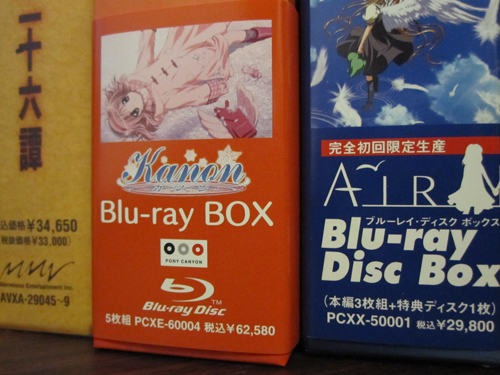 二十六譚
込価格¥34,650
(税抜価格¥33,000)
Marvelous Entertainment Inc.
AVXA-29045~9
Kanon
カノン
Blu-ray BOX
PONY CANYON
Blu-ray Disc™
5枚組 PCXE-60004 税込¥62,580
完全初回限定生産
AIR
ブルーレイ・ディスク ボックス
Blu-ray
Disc Box
(本編3枚組+特典ディスク1枚)
PCXX-50001 税込¥29,800